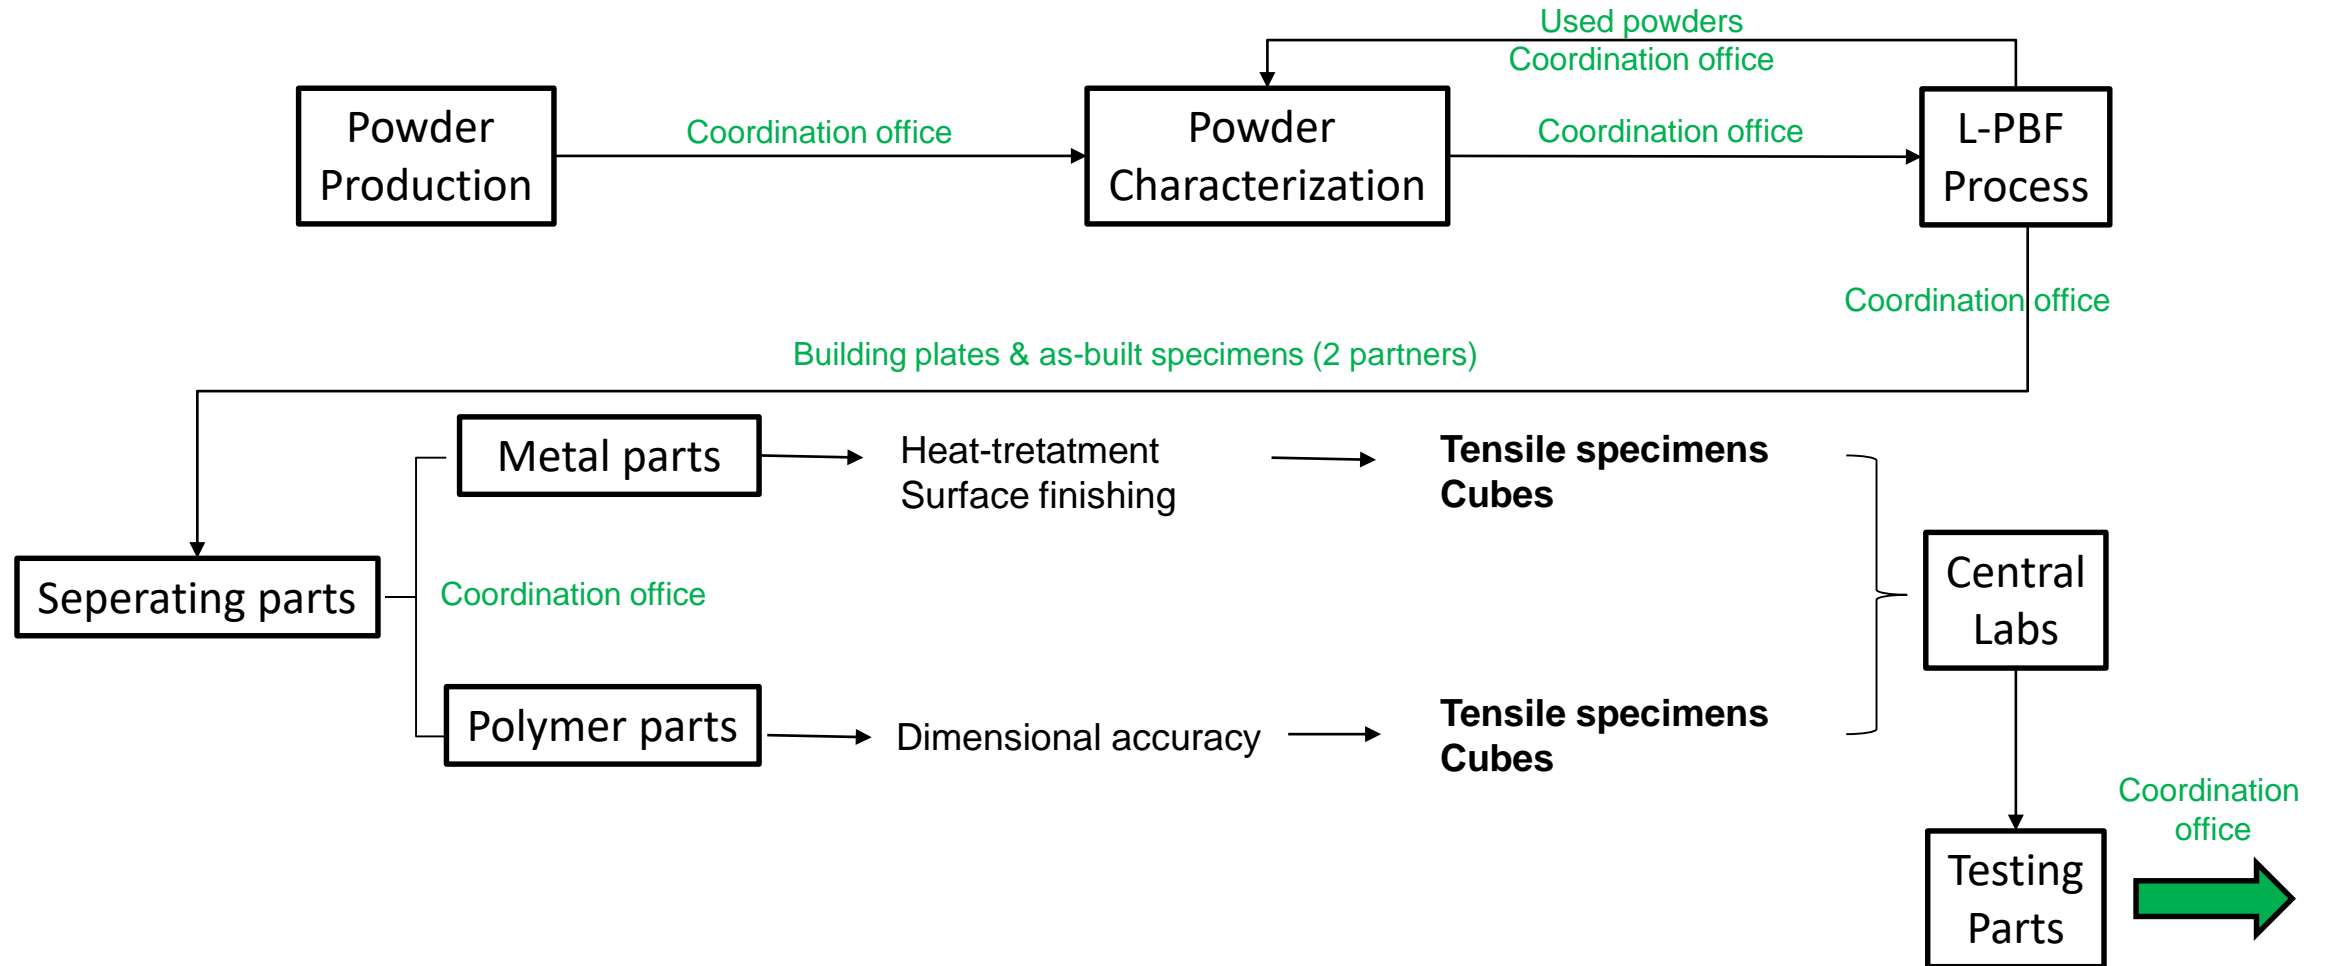 Used powders
Coordination office
Powder
Production
Coordination office
Powder
Characterization
Coordination office
L-PBF
Process
Coordination office
Building plates & as-built specimens (2 partners)
Metal parts
Heat-tretatment
Surface finishing
Tensile specimens
Cubes
Seperating parts
Coordination office
Central
Labs
Polymer parts
Dimensional accuracy
Tensile specimens
Cubes
Coordination
office
Testing
Parts